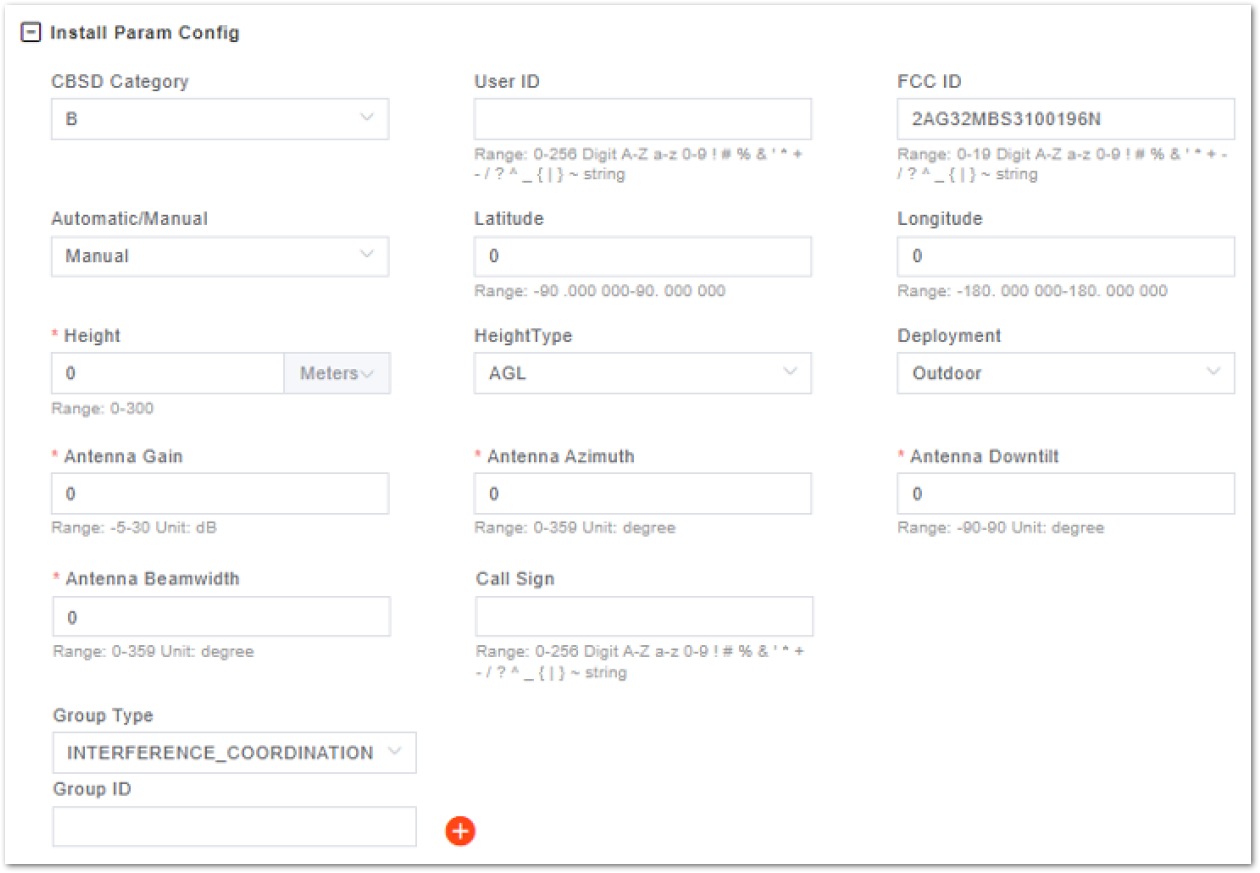 Install Param Config
CBSD Category
User ID
FCC ID
B
2AG32MBS3100196N
Range: 0-256 Digit A-Z a-z 0-9 ! # % & ' * +
- / ? ^ _ { | } ~ string
Range: 0-19 Digit A-Z a-z 0-9 ! # % & ' * + -
/ ? ^ _ { | } ~ string
Automatic/Manual
Latitude
Longitude
Manual
0
0
Range: -90 .000 000-90. 000 000
Range: -180. 000 000-180. 000 000
* Height
HeightType
Deployment
0
Meters
AGL
Outdoor
Range: 0-300
* Antenna Gain
* Antenna Azimuth
* Antenna Downtilt
0
0
0
Range: -5-30 Unit: dB
Range: 0-359 Unit: degree
Range: -90-90 Unit: degree
* Antenna Beamwidth
Call Sign
0
Range: 0-359 Unit: degree
Range: 0-256 Digit A-Z a-z 0-9 ! # % & ' * +
- / ? ^ _ { | } ~ string
Group Type
INTERFERENCE_COORDINATION
Group ID